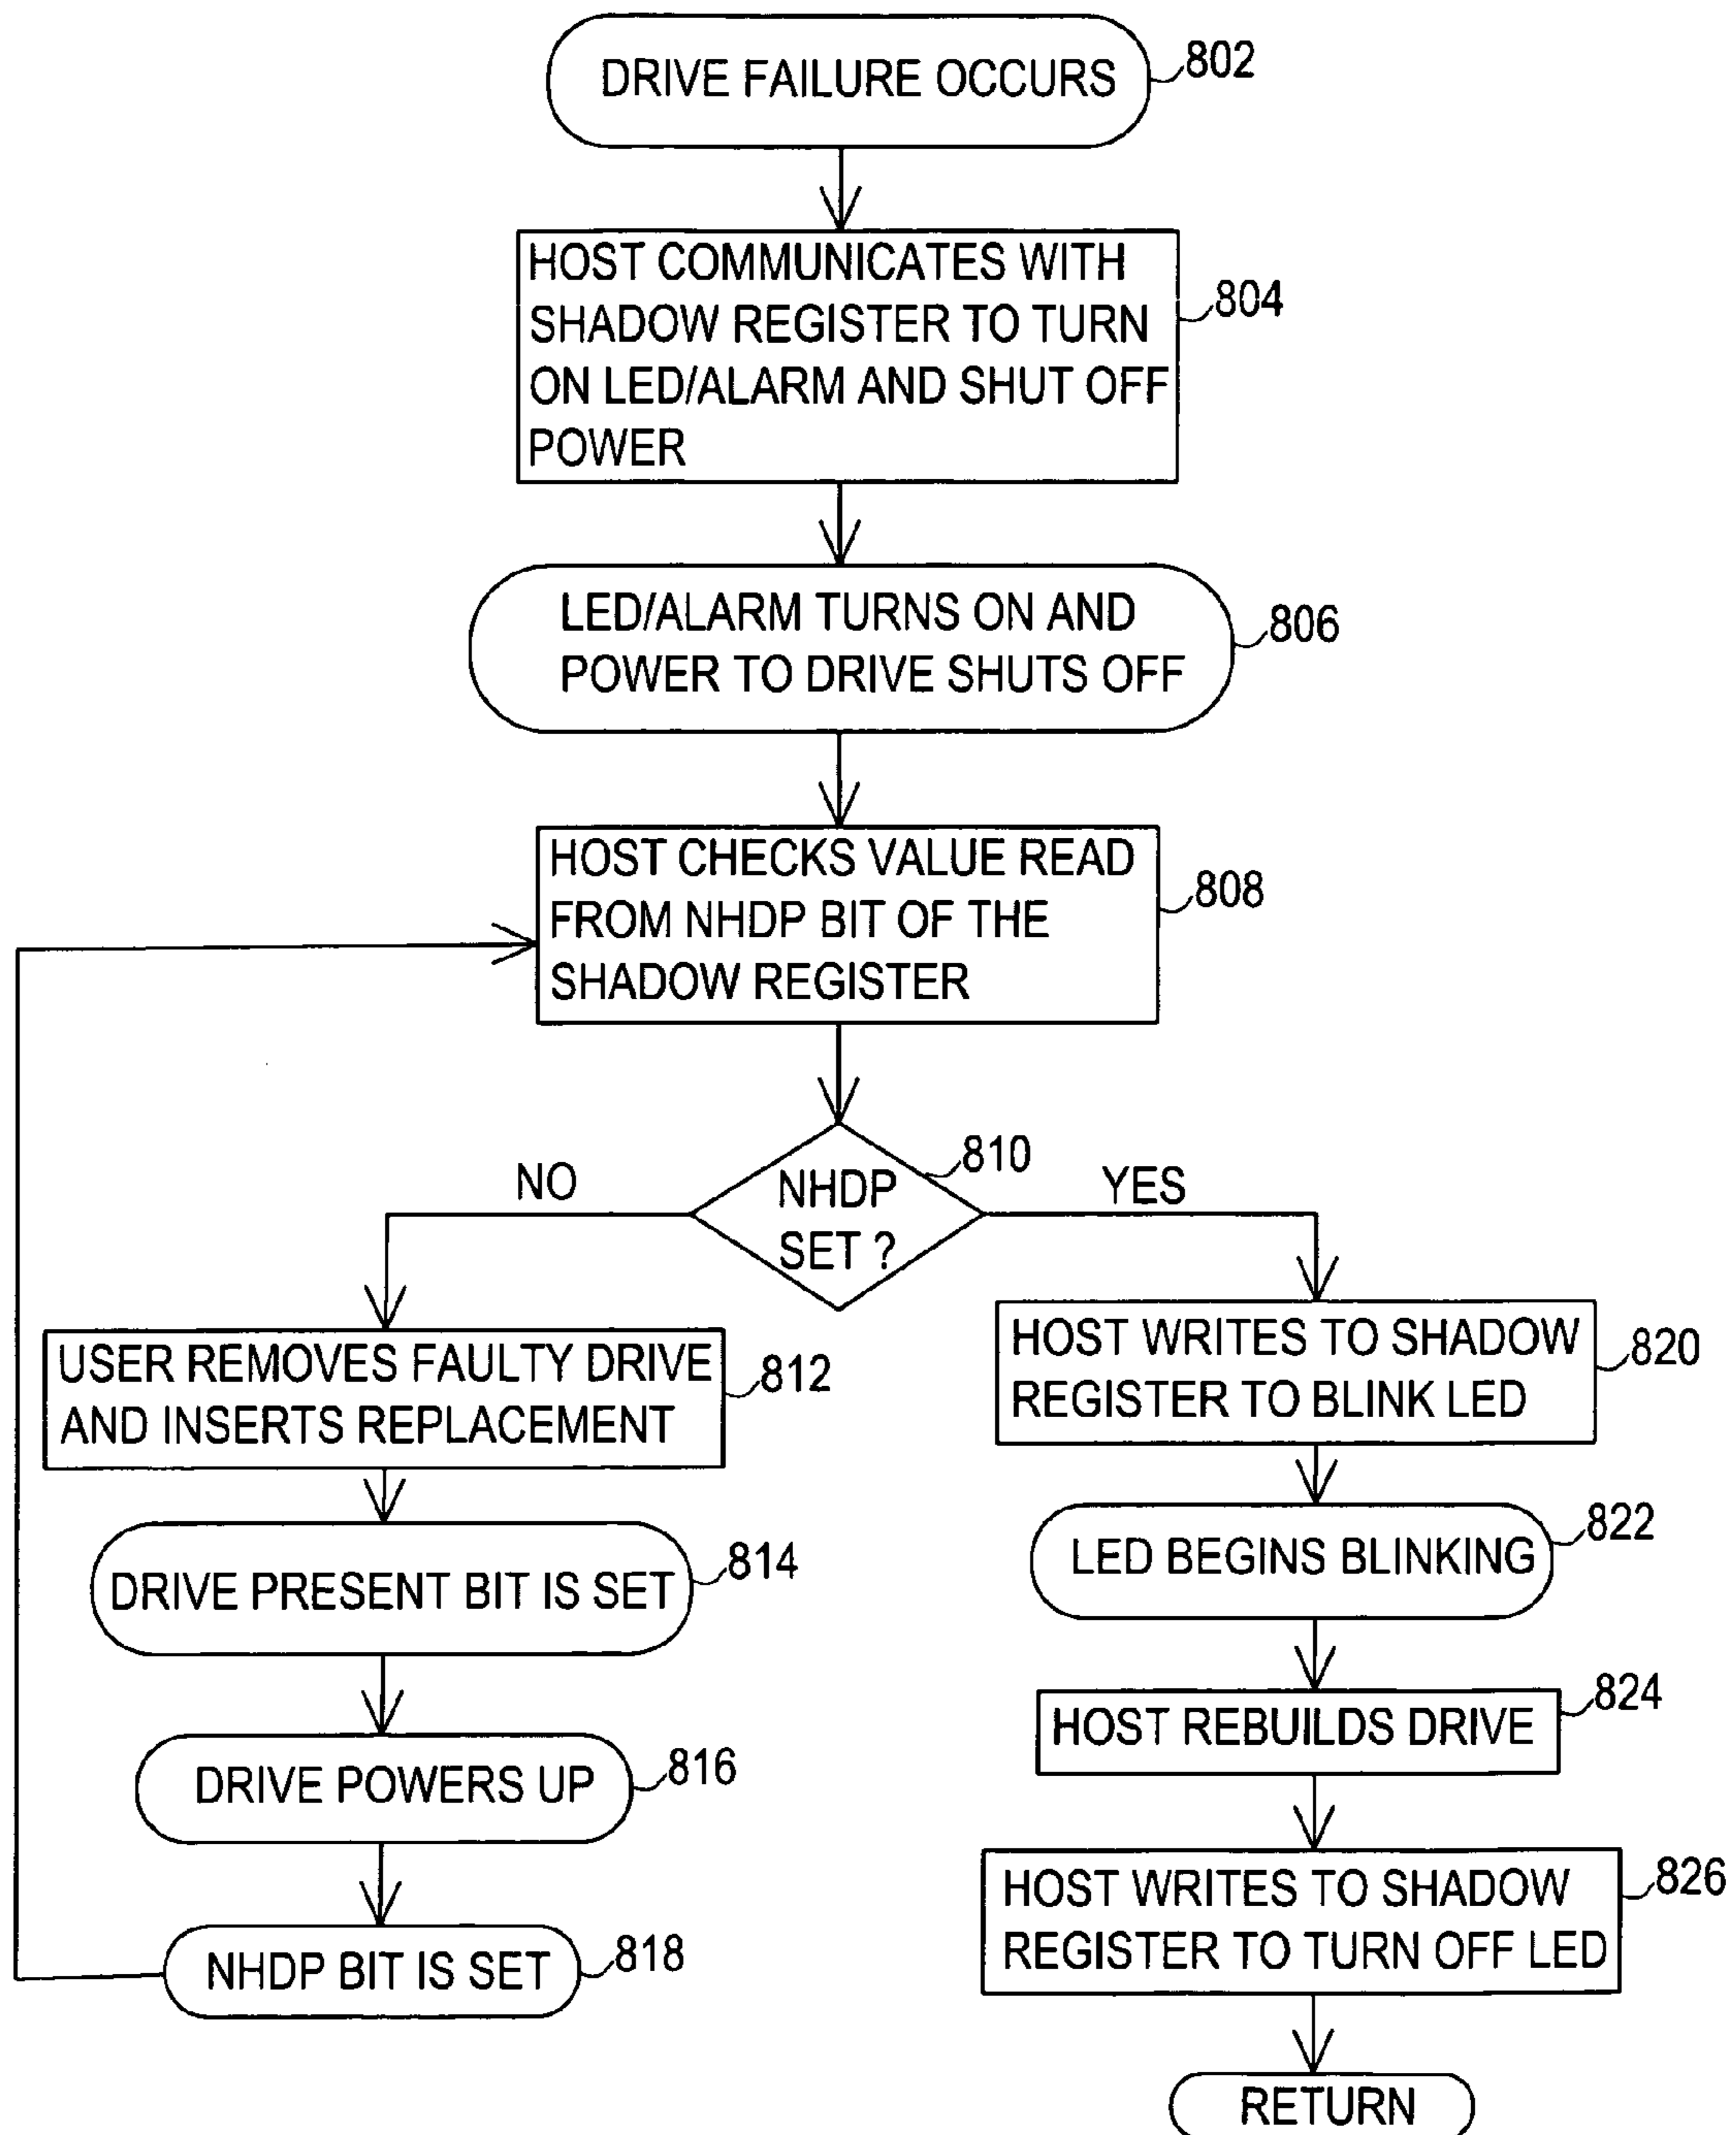 DRIVE FAILURE OCCURS
802
HOST COMMUNICATES WITH
SHADOW REGISTER TO TURN
ON LED/ALARM AND SHUT OFF
POWER
804
LED/ALARM TURNS ON AND
POWER TO DRIVE SHUTS OFF
806
HOST CHECKS VALUE READ
FROM NHDP BIT OF THE
SHADOW REGISTER
808
NHDP
SET ?
810
NO
YES
USER REMOVES FAULTY DRIVE
AND INSERTS REPLACEMENT
812
DRIVE PRESENT BIT IS SET
814
DRIVE POWERS UP
816
NHDP BIT IS SET
818
HOST WRITES TO SHADOW
REGISTER TO BLINK LED
820
LED BEGINS BLINKING
822
HOST REBUILDS DRIVE
824
HOST WRITES TO SHADOW
REGISTER TO TURN OFF LED
826
RETURN